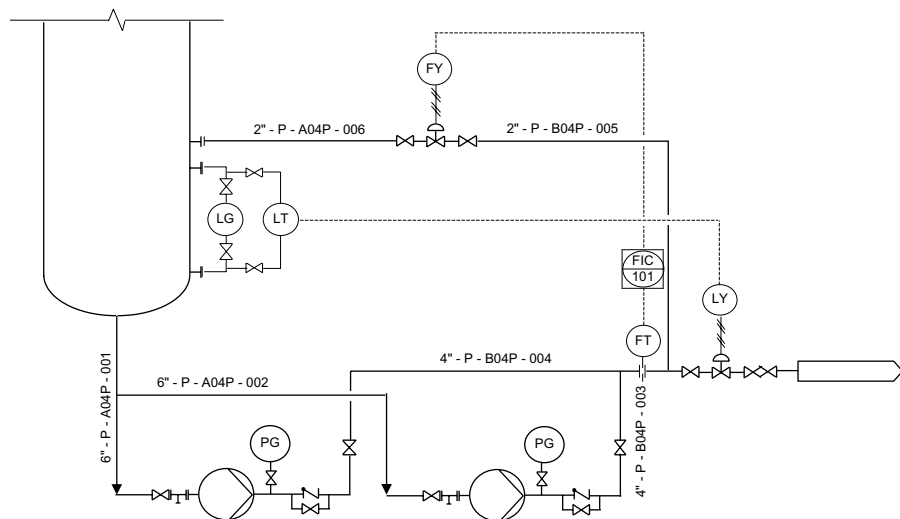 FY
2" - P - A04P - 006
2" - P - B04P - 005
LG
LT
FIC
101
LY
FT
4" - P - B04P - 004
6" - P - A04P - 002
6" - P - A04P - 001
4" - P - B04P - 003
PG
PG